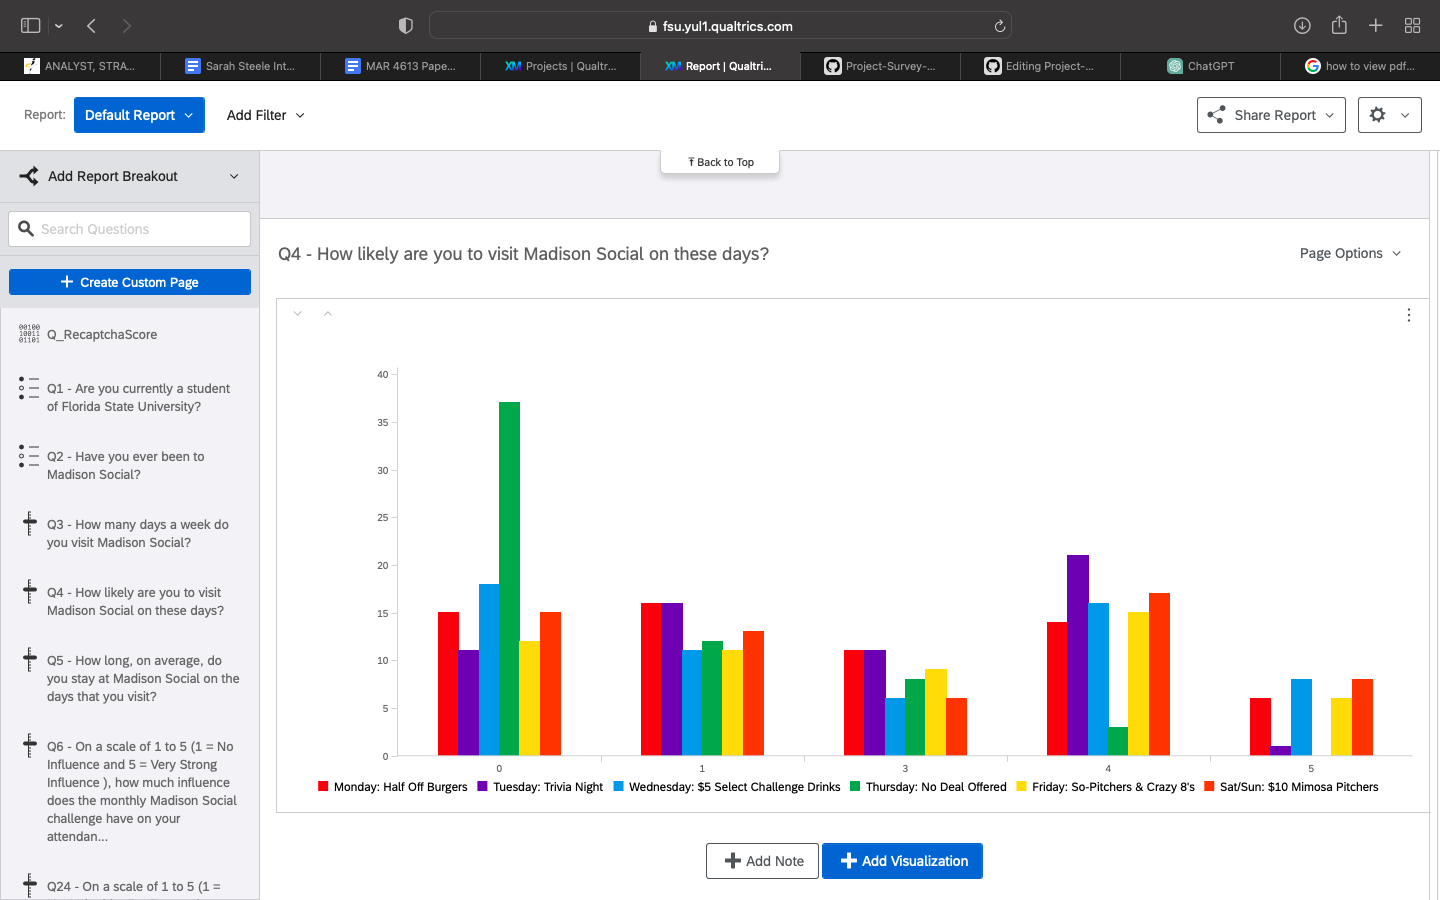 fsu.yul1.qualtrics.com
ANALYST, STRA...
Sarah Steele Int...
MAR 4613 Pape...
XM Projects | Qualtr...
XM Report | Qualtri...
Project-Survey-...
Editing Project-...
ChatGPT
G how to view pdf...
Report: Default Report Add Filter
Share Report
Back to Top
Add Report Breakout
Search Questions
Create Custom Page
00100
10011
01101
Q_RecaptchaScore
Q1 - Are you currently a student
of Florida State University?
Q2 - Have you ever been to
Madison Social?
Q3 - How many days a week do
you visit Madison Social?
Q4 - How likely are you to visit
Madison Social on these days?
Q5 - How long, on average, do
you stay at Madison Social on the
days that you visit?
Q6 - On a scale of 1 to 5 (1 = No
Influence and 5 = Very Strong
Influence ), how much influence
does the monthly Madison Social
challenge have on your
attendan...
Q24 - On a scale of 1 to 5 (1 =
Q4 - How likely are you to visit Madison Social on these days?
Page Options
40
35
30
25
20
15
10
5
0
0 1 3 4 5
Monday: Half Off Burgers Tuesday: Trivia Night Wednesday: $5 Select Challenge Drinks Thursday: No Deal Offered Friday: So-Pitchers & Crazy 8's Sat/Sun: $10 Mimosa Pitchers
Add Note Add Visualization